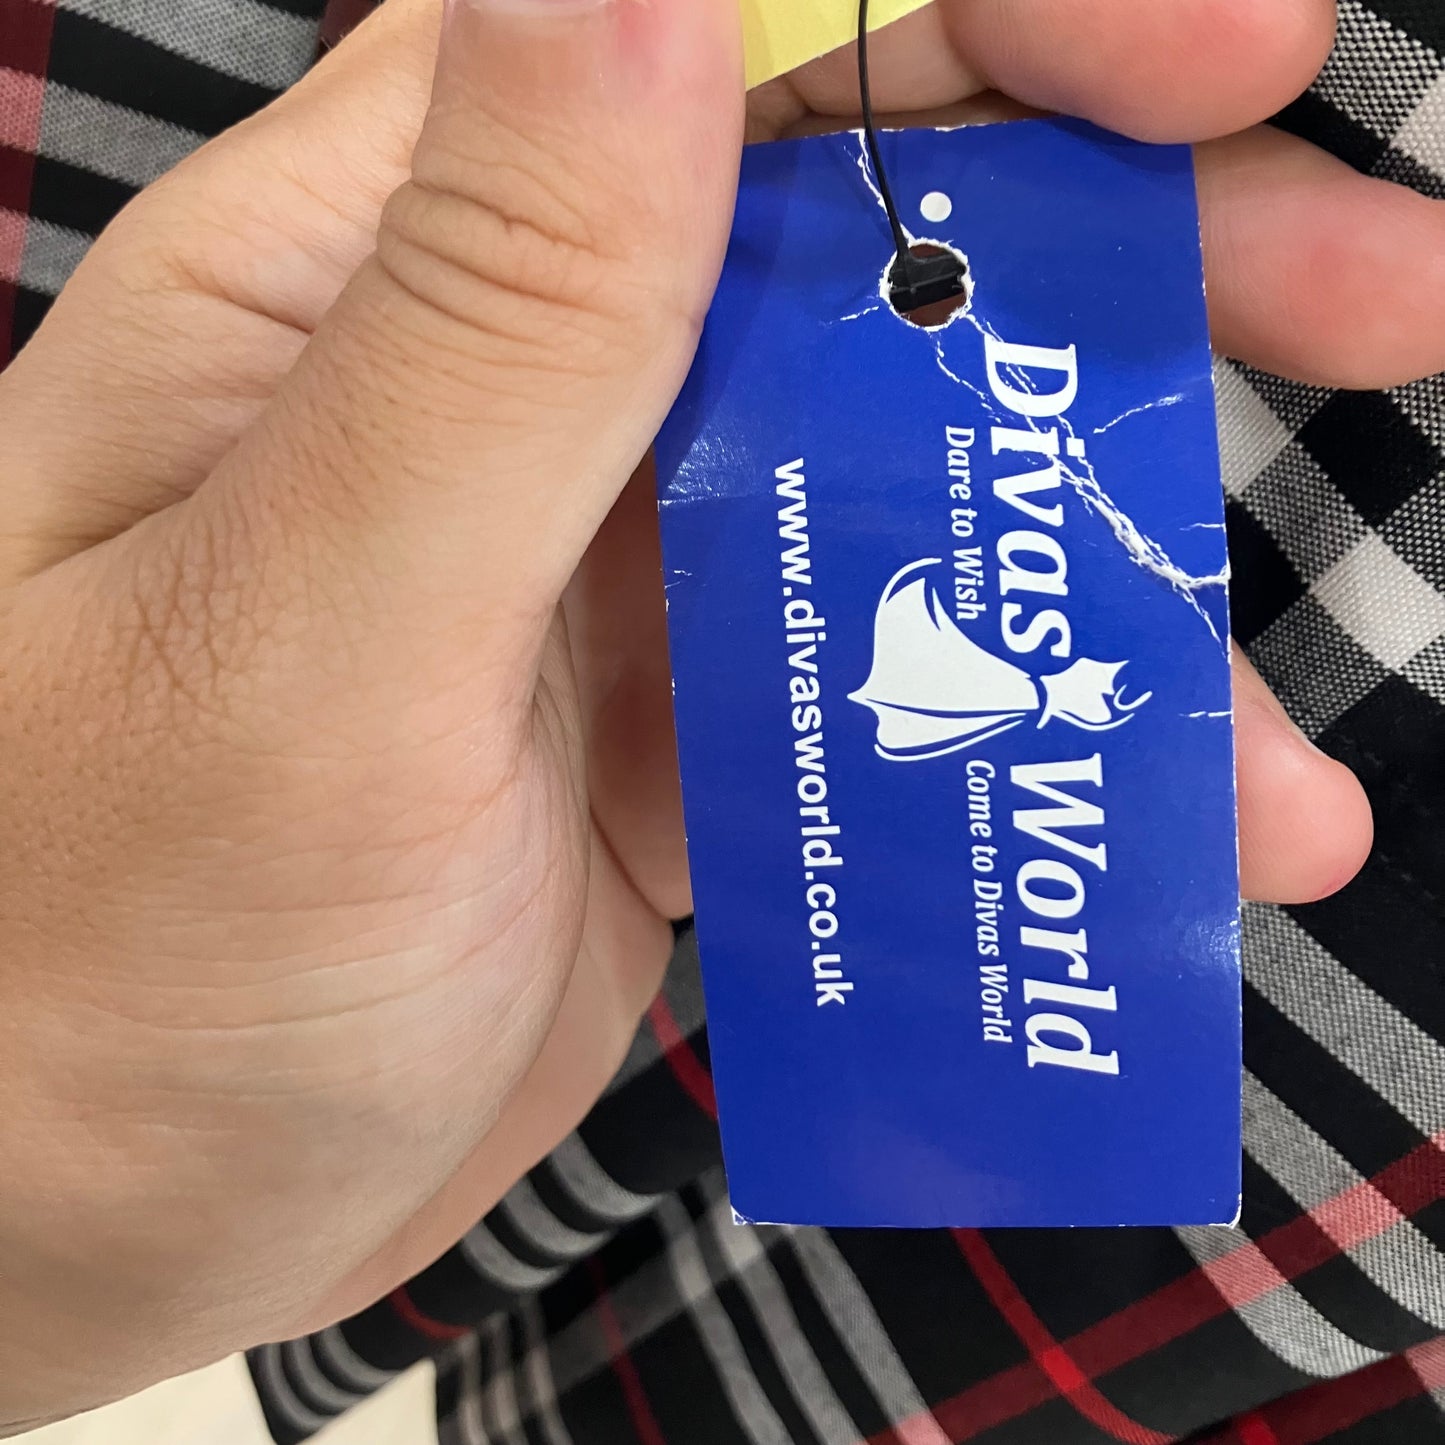 Divas World
Dare to Wish
Come to Divas World
www.divasworld.co.uk